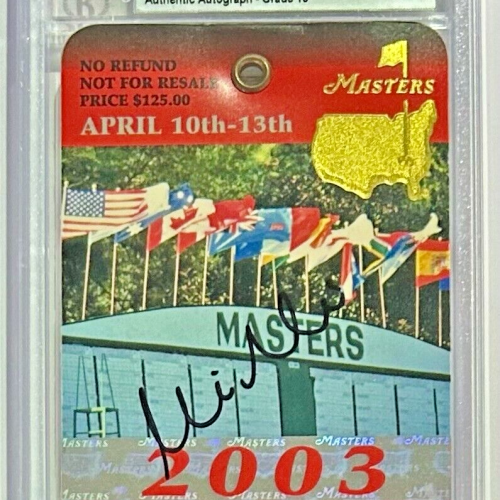 Authentic Autograph - Grade 10
NO REFUND
NOT FOR RESALE
PRICE $125.00
APRIL 10th-13th
MASTERS
MASTERS
MASTERS MASTERS MASTERS MASTERS
2003